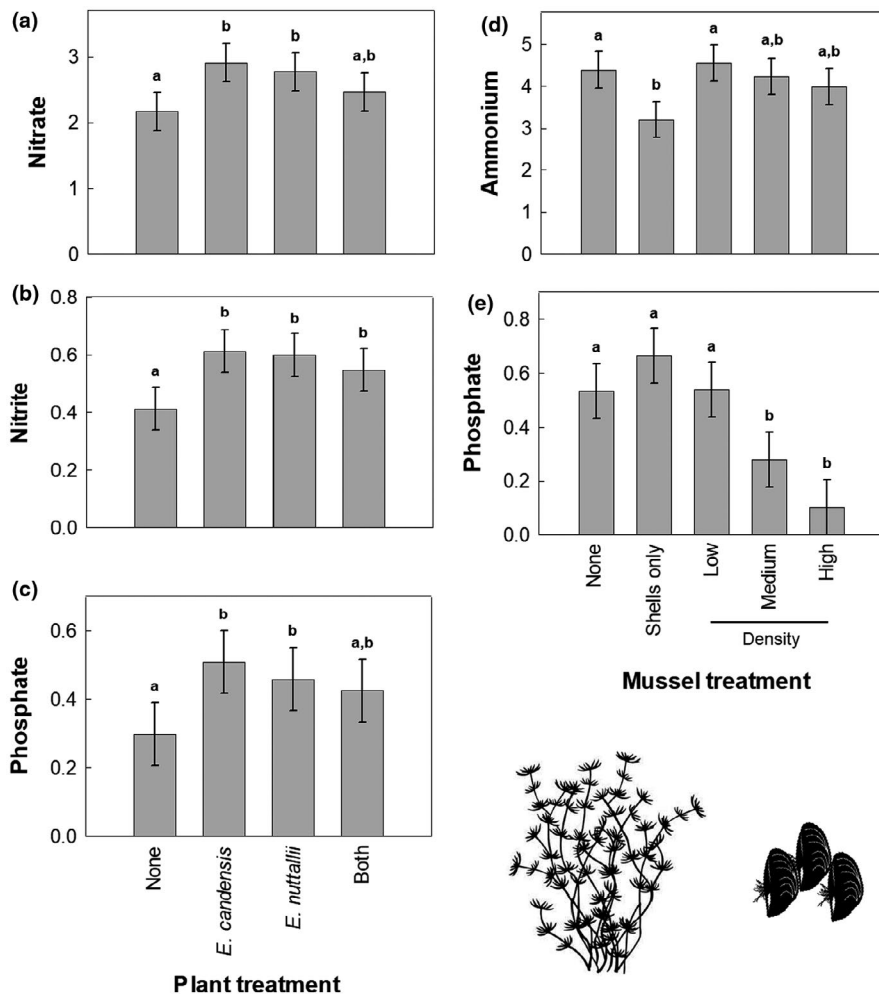 (a)
Nitrate
3
2
1
0
a
b
b
a,b
(b)
Nitrite
0.8
0.6
0.4
0.2
0.0
a
b
b
b
(c)
Phosphate
0.6
0.4
0.2
0.0
a
b
b
a,b
None
E. candensis
E. nuttallii
Both
Plant treatment
(d)
Ammonium
5
4
3
2
1
0
a
b
a
a,b
a,b
(e)
Phosphate
0.8
0.6
0.4
0.2
0.0
a
a
a
b
b
None
Shells only
Low
Medium
High
Density
Mussel treatment